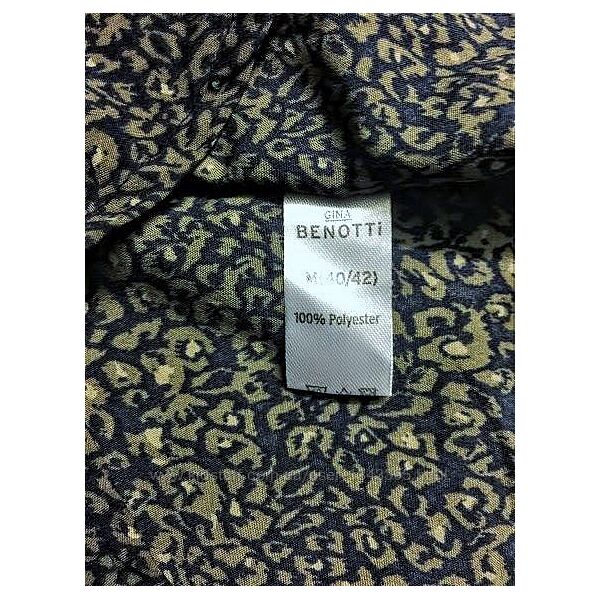 GINA
BENOTTi
M(40/42)
100% Polyester